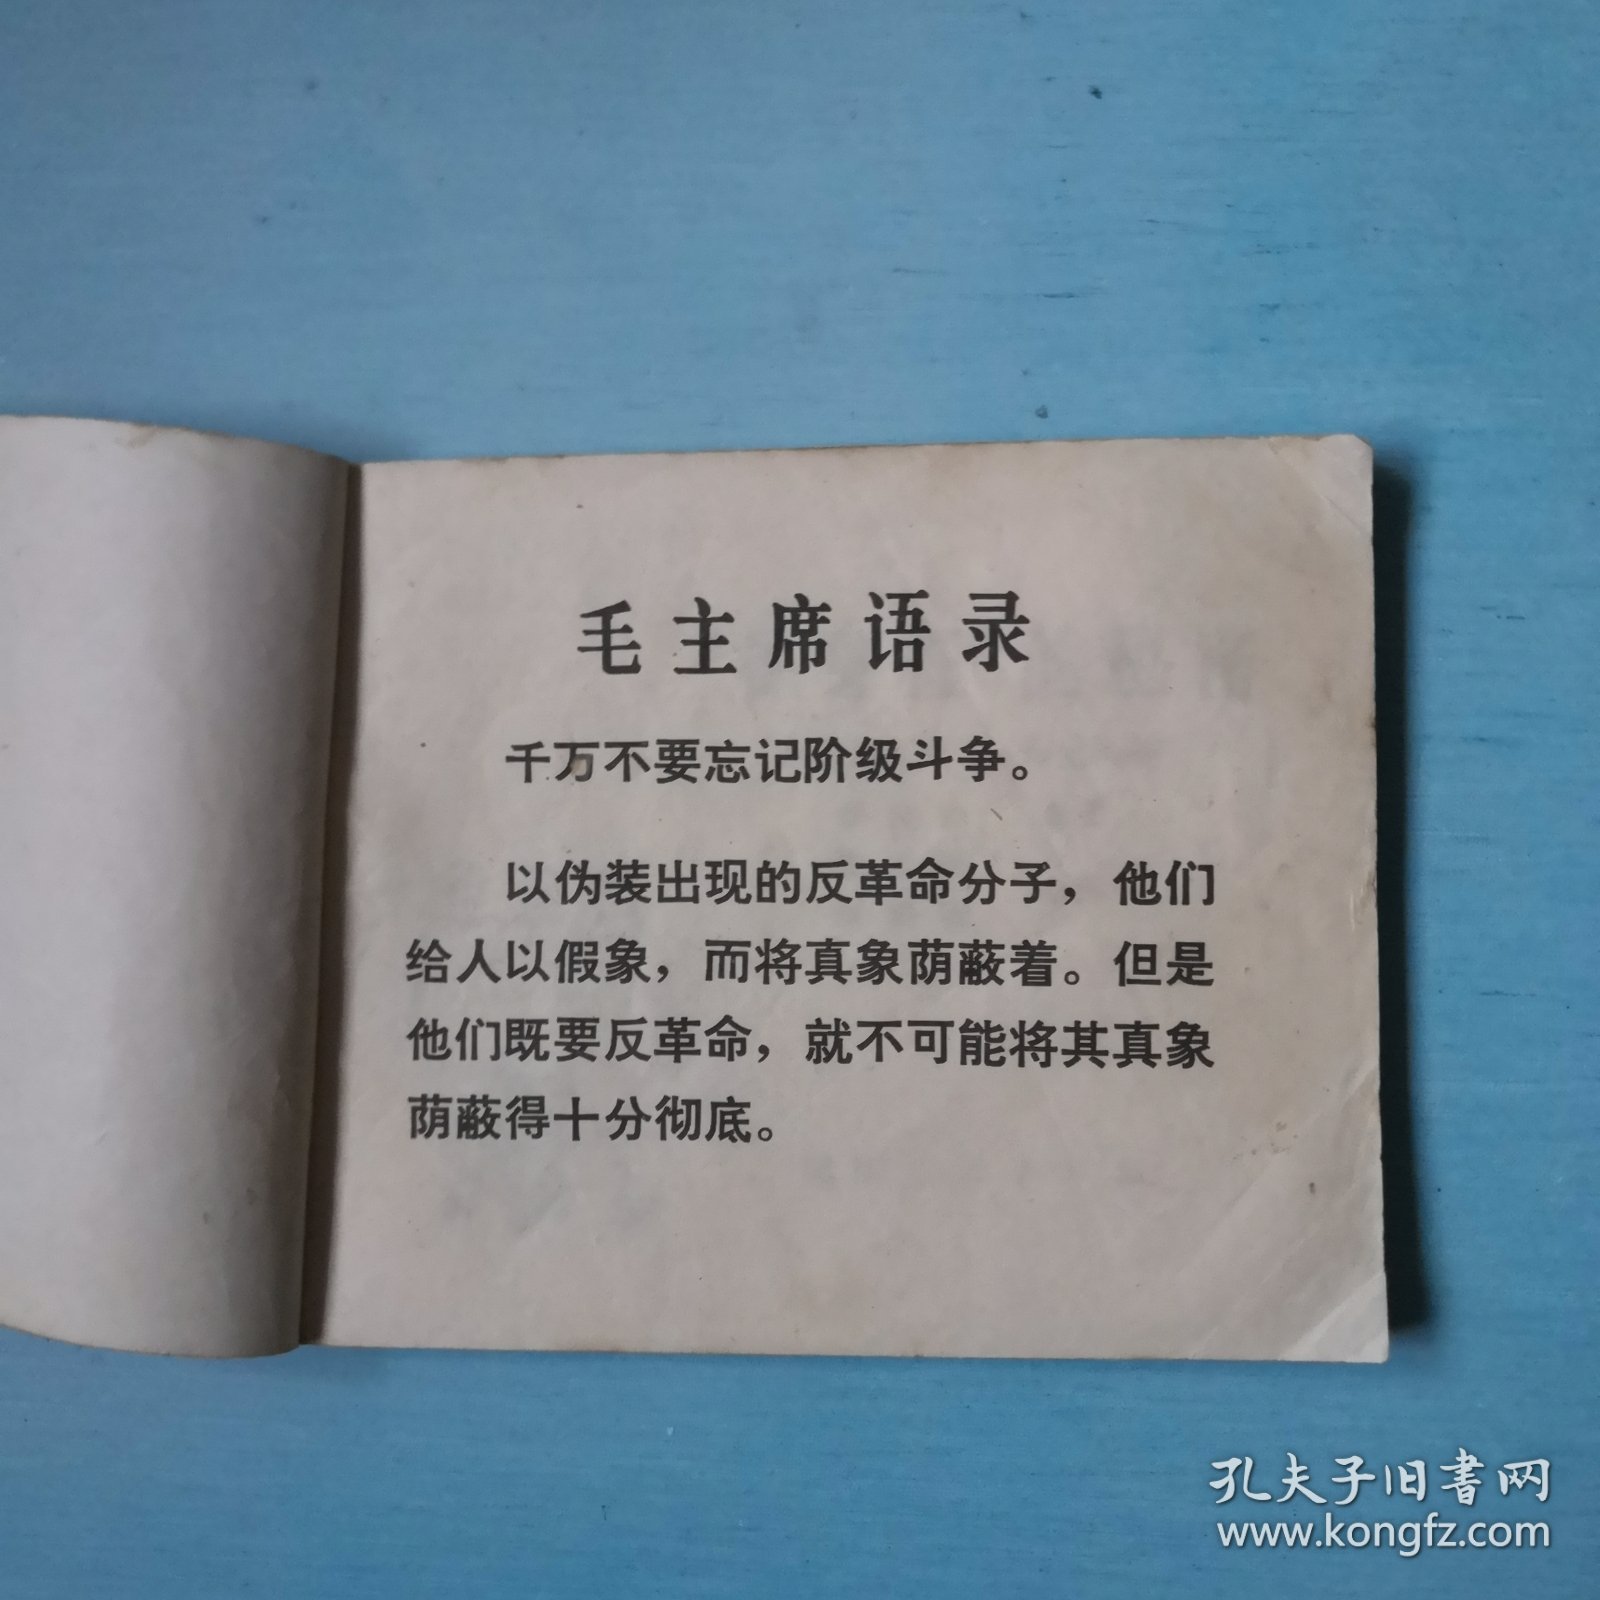 毛主席语录
千万不要忘记阶级斗争。
以伪装出现的反革命分子，他们
给人以假象，而将真象荫蔽着。但是
他们既要反革命，就不可能将其真象
荫蔽得十分彻底。
孔夫子旧书网
www.kongfz.com